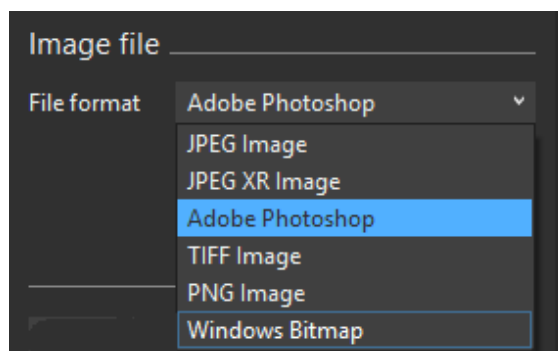 Image file
File format Adobe Photoshop
JPEG Image
JPEG XR Image
Adobe Photoshop
TIFF Image
PNG Image
Windows Bitmap